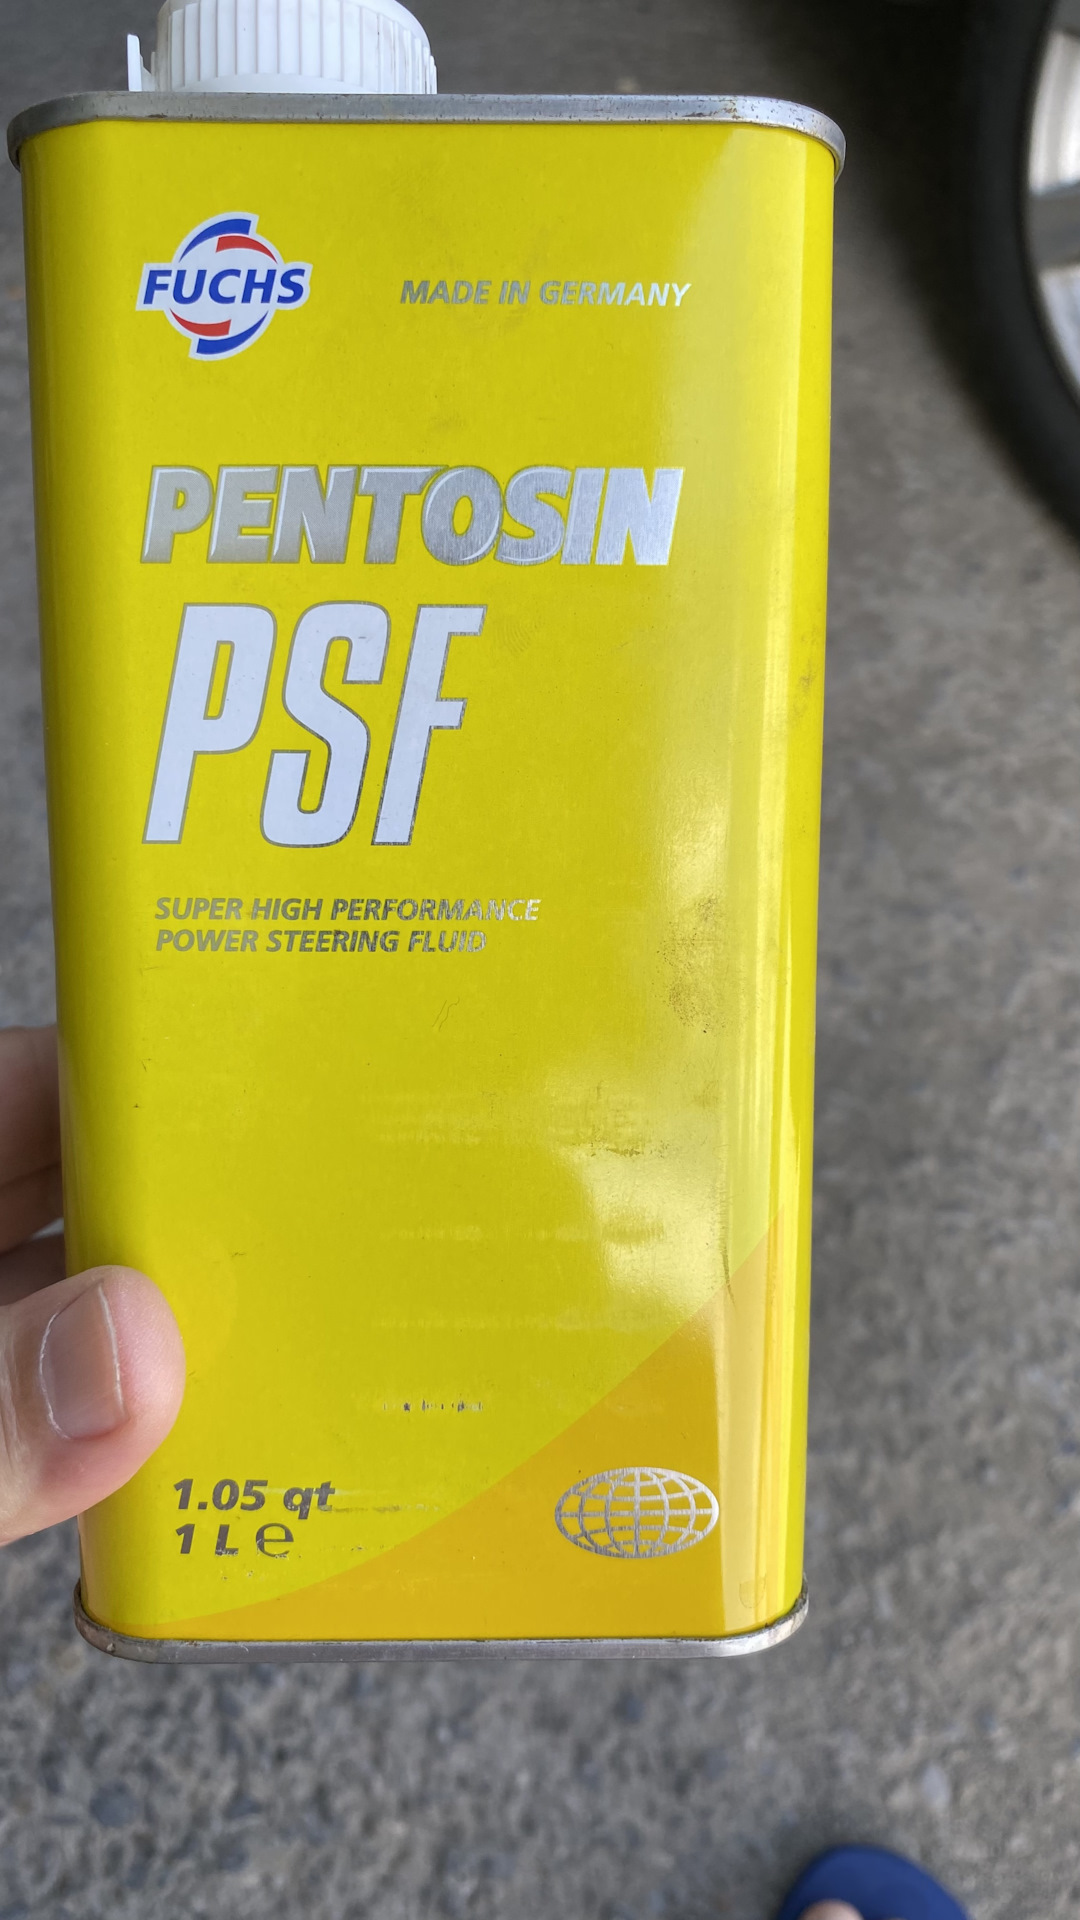 FUCHS
MADE IN GERMANY
PENTOSIN
PSF
SUPER HIGH PERFORMANCE
POWER STEERING FLUID
1.05 qt
1 L e